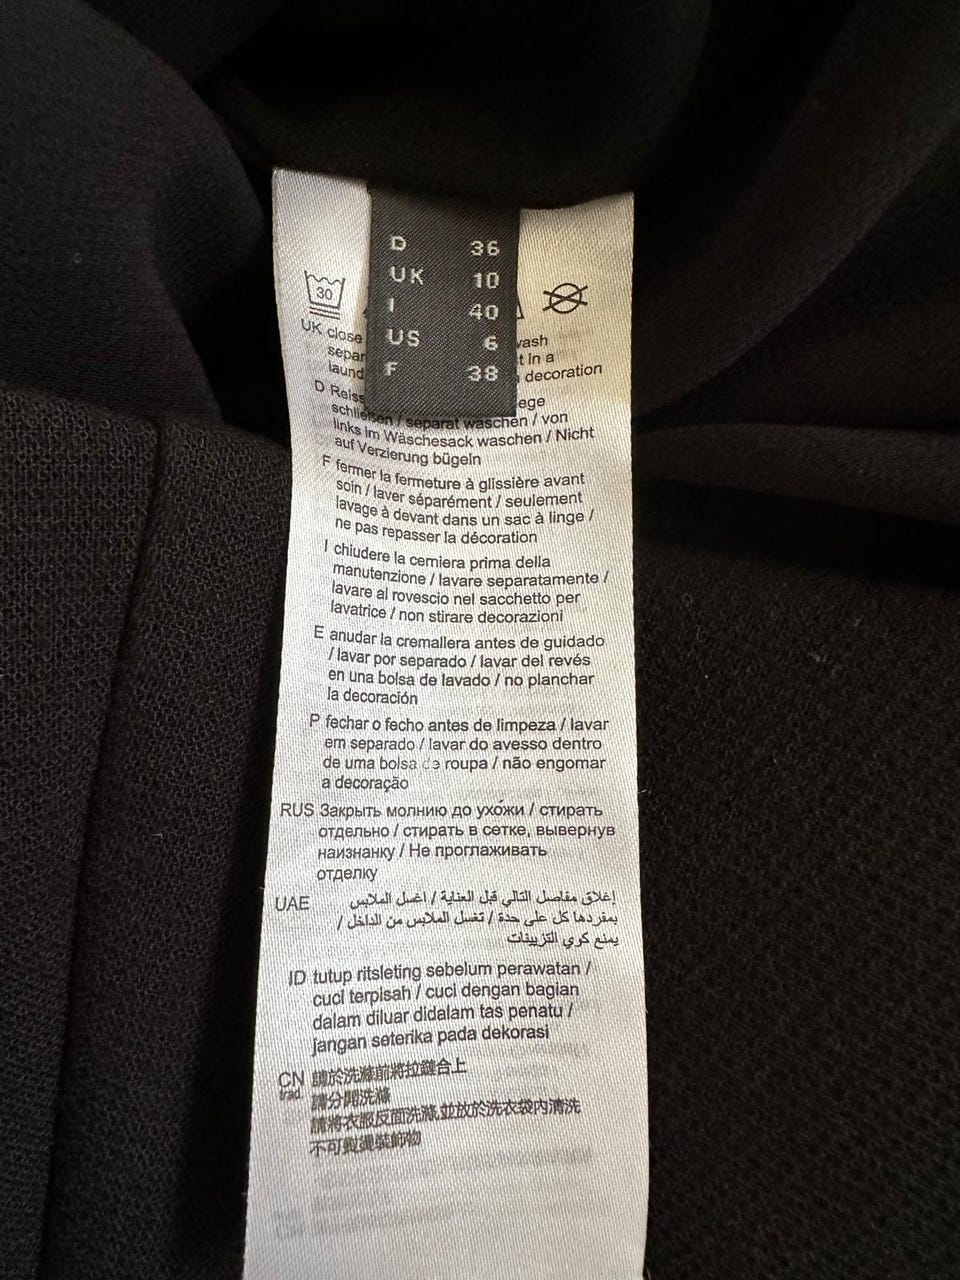 D 36
UK 10
I 40
US 6
F 38
30
UK close wash
separ t in a
laund decoration
D Reiss ege
schließen / separat waschen / von
links im Wäschesack waschen / Nicht
auf Verzierung bügeln
F fermer la fermeture à glissière avant
soin / laver séparément / seulement
lavage à devant dans un sac à linge /
ne pas repasser la décoration
I chiudere la cerniera prima della
manutenzione / lavare separatamente /
lavare al rovescio nel sacchetto per
lavatrice / non stirare decorazioni
E anudar la cremallera antes de guidado
/ lavar por separado / lavar del revés
en una bolsa de lavado / no planchar
la decoración
P fechar o fecho antes de limpeza / lavar
em separado / lavar do avesso dentro
de uma bolsa de roupa / não engomar
a decoração
RUS Закрыть молнию до ухо́жи / стирать
отдельно / стирать в сетке, вывернув
наизнанку / Не проглаживать
отделку
UAE إغلاق مفاصل التالي قبل العناية / اغسل الملابس
بمفردها كل على حدة / تغسل الملابس من الداخل /
يمنع كوي التزيينات
ID tutup ritsleting sebelum perawatan /
cuci terpisah / cuci dengan bagian
dalam diluar didalam tas penatu /
jangan seterika pada dekorasi
CN 請於洗滌前將拉鏈合上
trad. 請分開洗滌
請將衣服反面洗滌,並放於洗衣袋內清洗
不可熨燙裝飾物